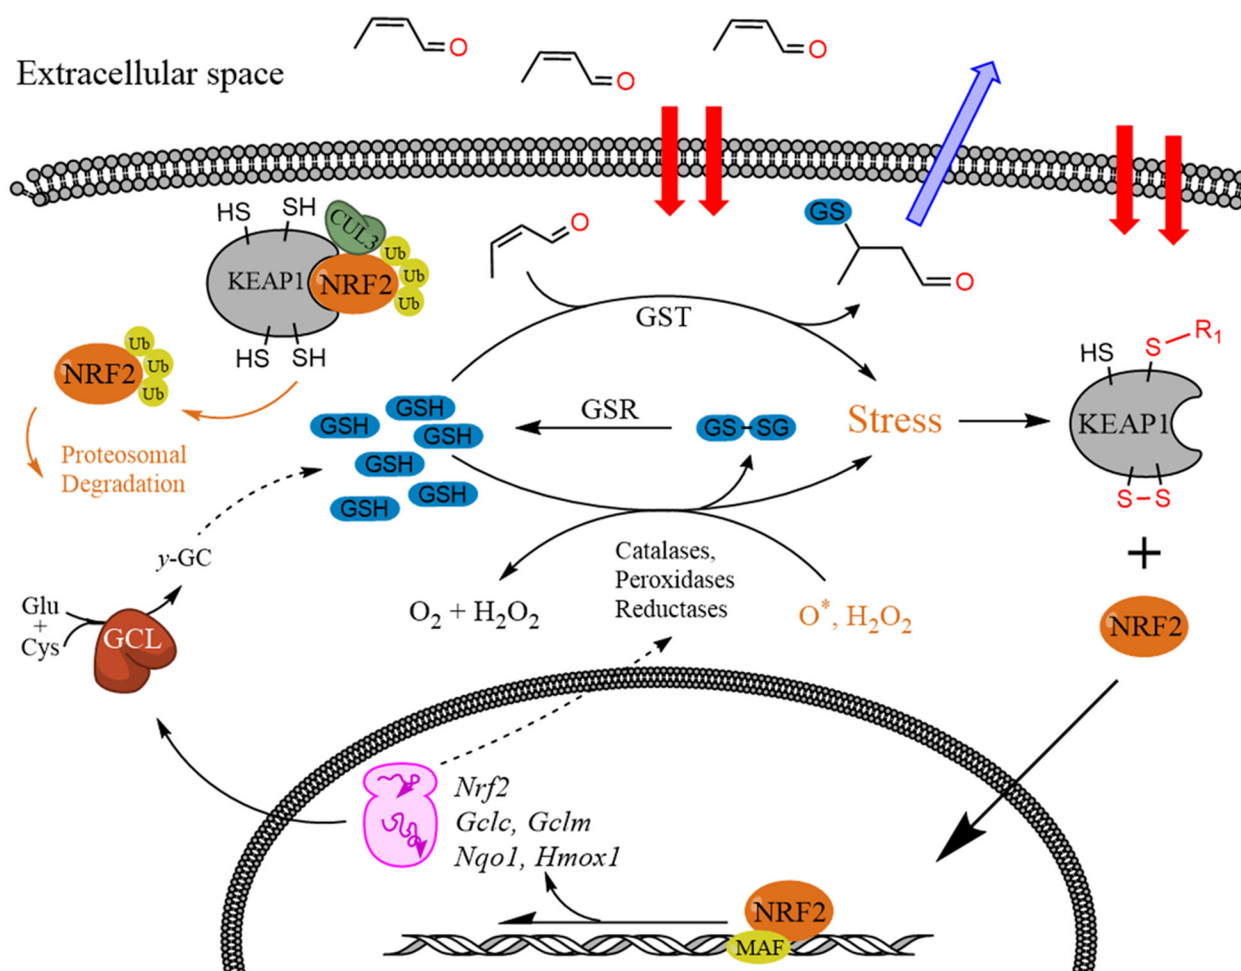 O
O
O
Extracellular space
HS
SH
CUL3
Ub
KEAP1
NRF2
Ub
Ub
HS
SH
O
GS
O
GST
NRF2
Ub
Ub
Ub
Proteosomal
Degradation
GSH
GSH
GSH
GSH
GSH
GSH
GSR
GS-SG
Stress
HS
S
R1
KEAP1
S-S
+
NRF2
y-GC
Glu
+
Cys
GCL
O2 + H2O2
Catalases,
Peroxidases
Reductases
O*, H2O2
Nrf2
Gclc, Gclm
Nqo1, Hmox1
NRF2
MAF